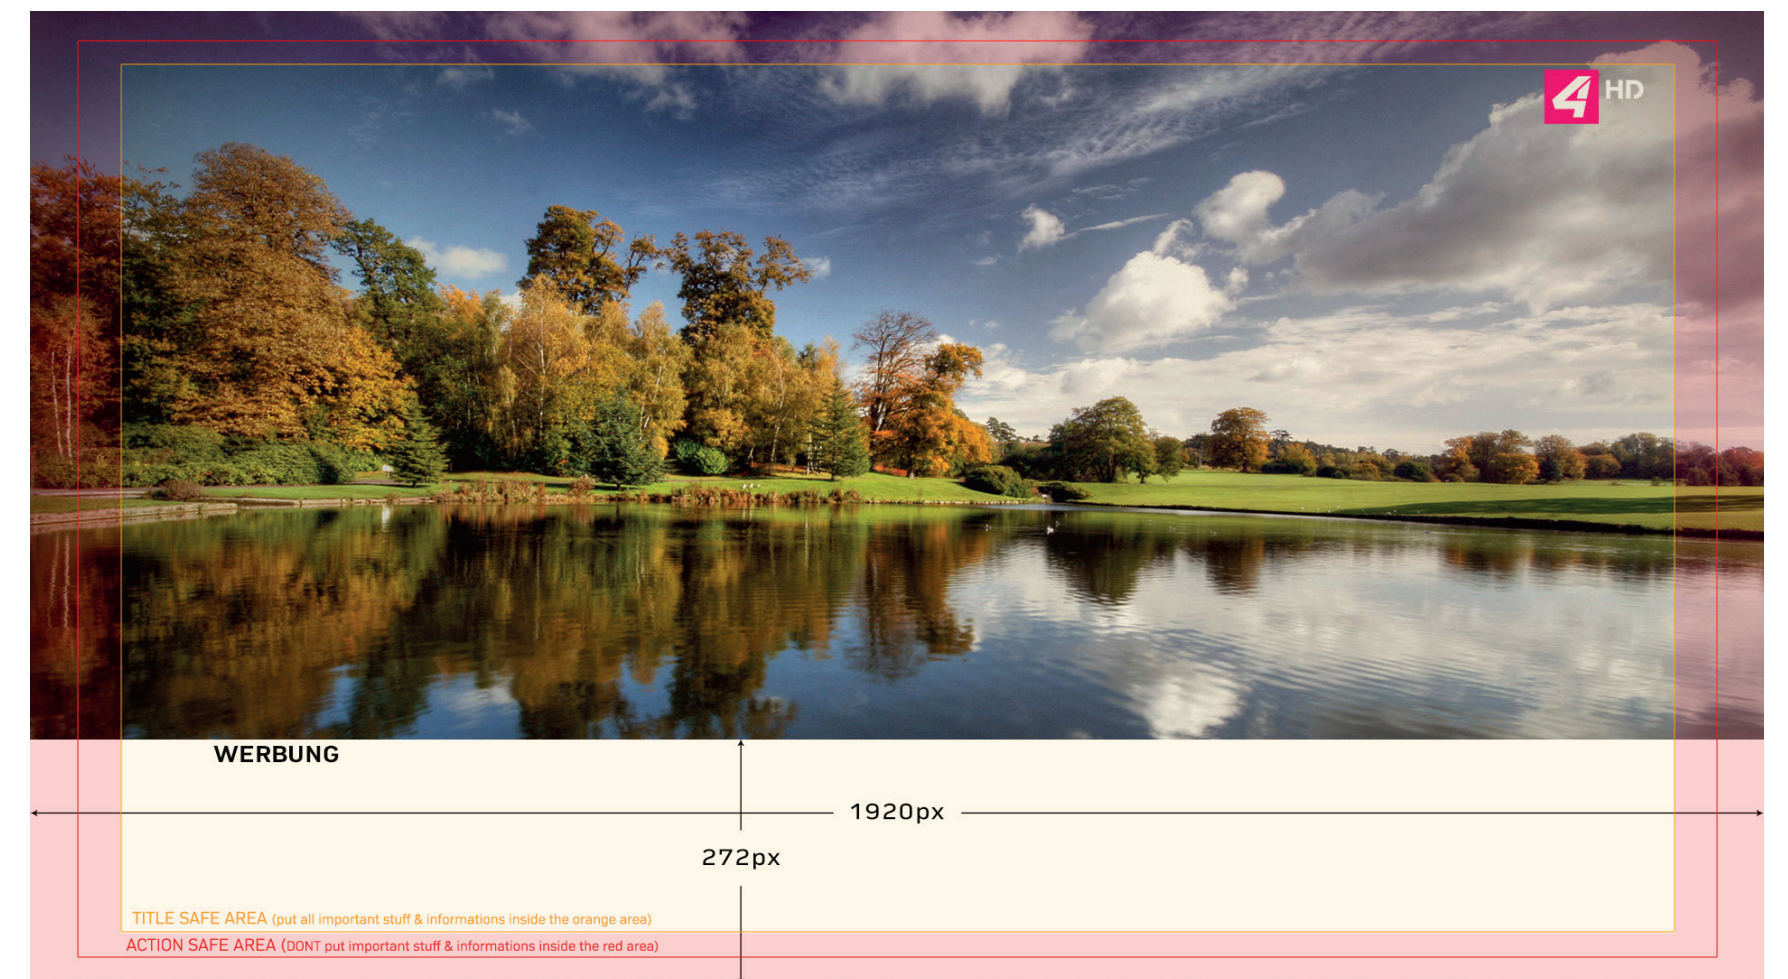 4 HD
WERBUNG
1920px
272px
TITLE SAFE AREA (put all important stuff & informations inside the orange area)
ACTION SAFE AREA (DONT put important stuff & informations inside the red area)